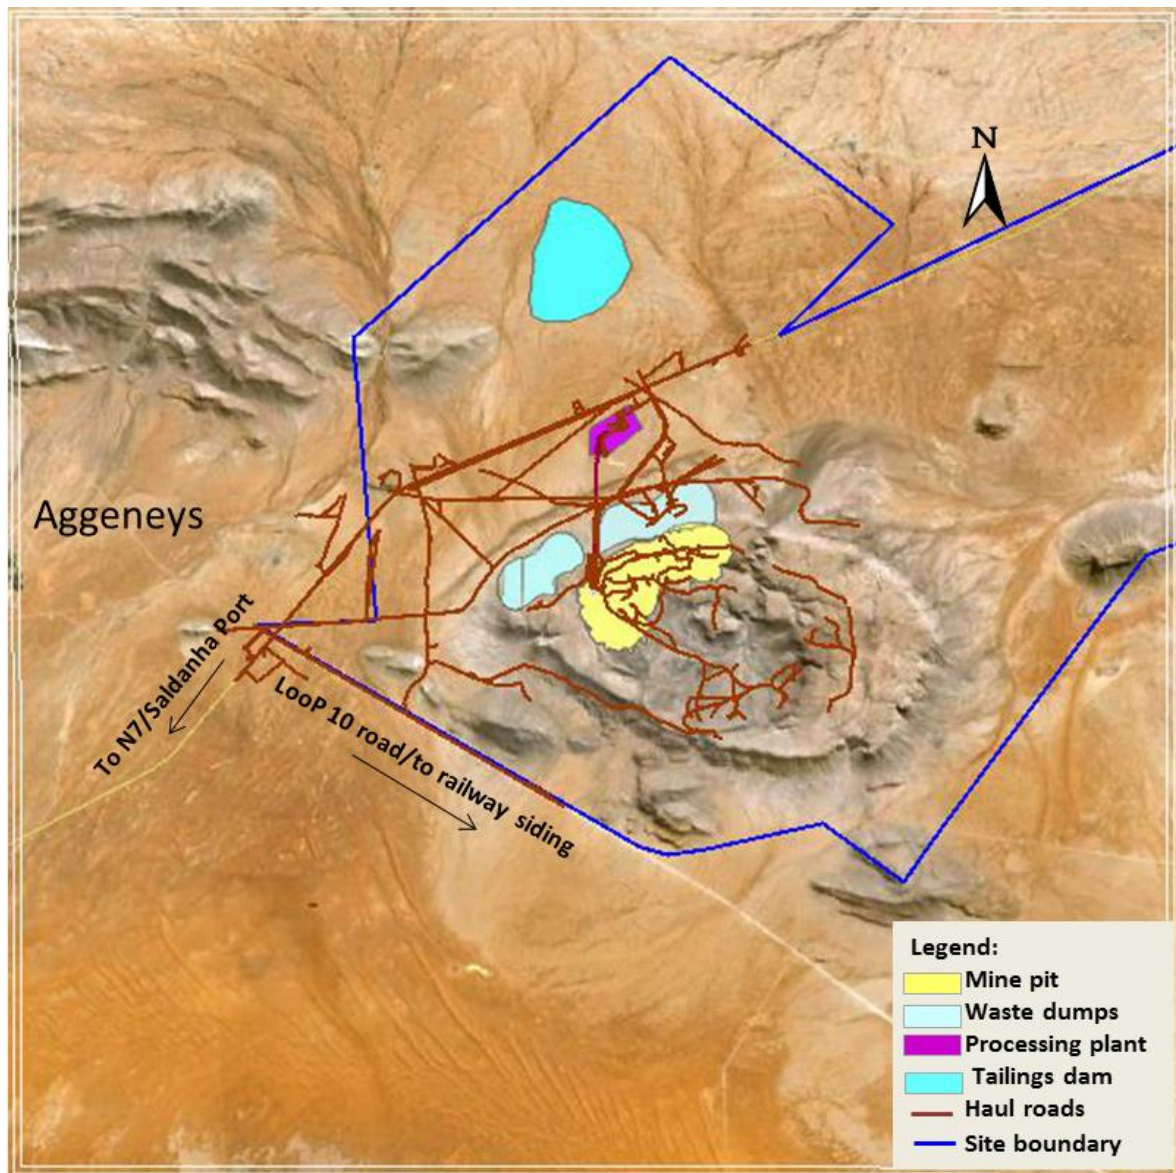 N
Aggeneys
To N7/Saldanha Port
LooP 10 road/to railway siding
Legend:
Mine pit
Waste dumps
Processing plant
Tailings dam
Haul roads
Site boundary